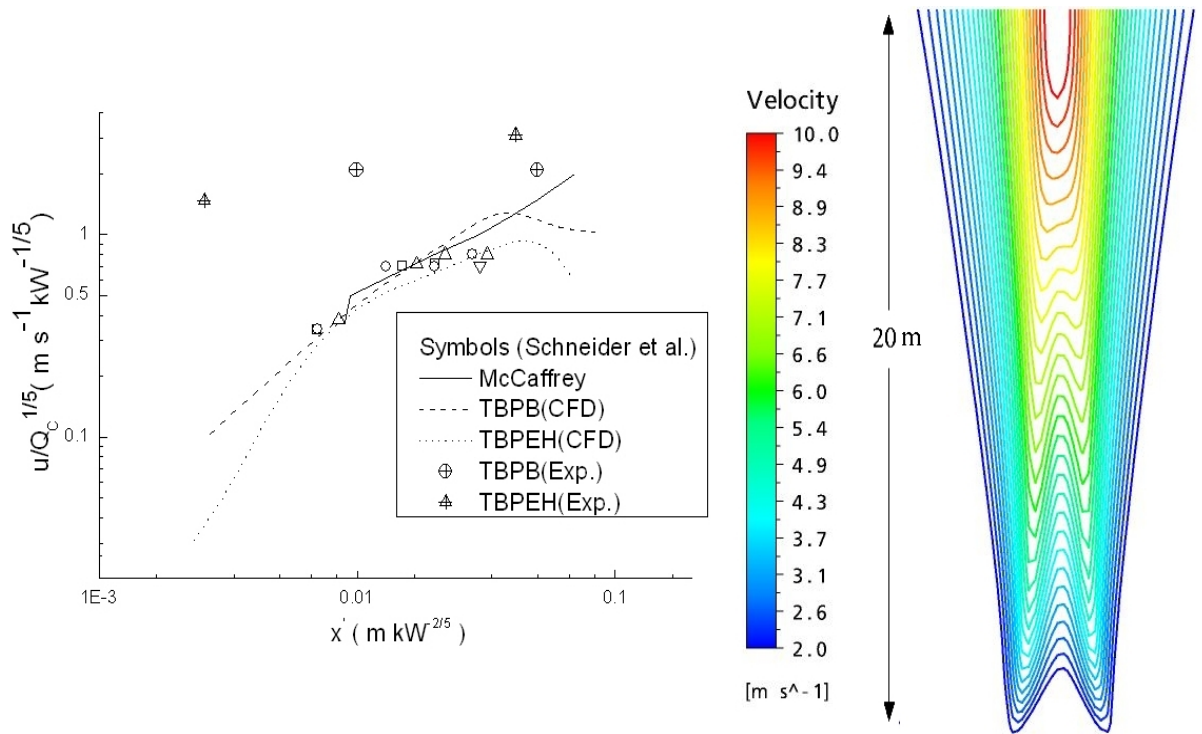 u/Q_C^1/5 ( m s^-1 kW^-1/5)
1
0.5
0.1
1E-3
0.01
0.1
x' ( m kW^-2/5 )
Symbols (Schneider et al.)
McCaffrey
TBPB(CFD)
TBPEH(CFD)
TBPB(Exp.)
TBPEH(Exp.)
Velocity
10.0
9.4
8.9
8.3
7.7
7.1
6.6
6.0
5.4
4.9
4.3
3.7
3.1
2.6
2.0
[m s^-1]
20 m